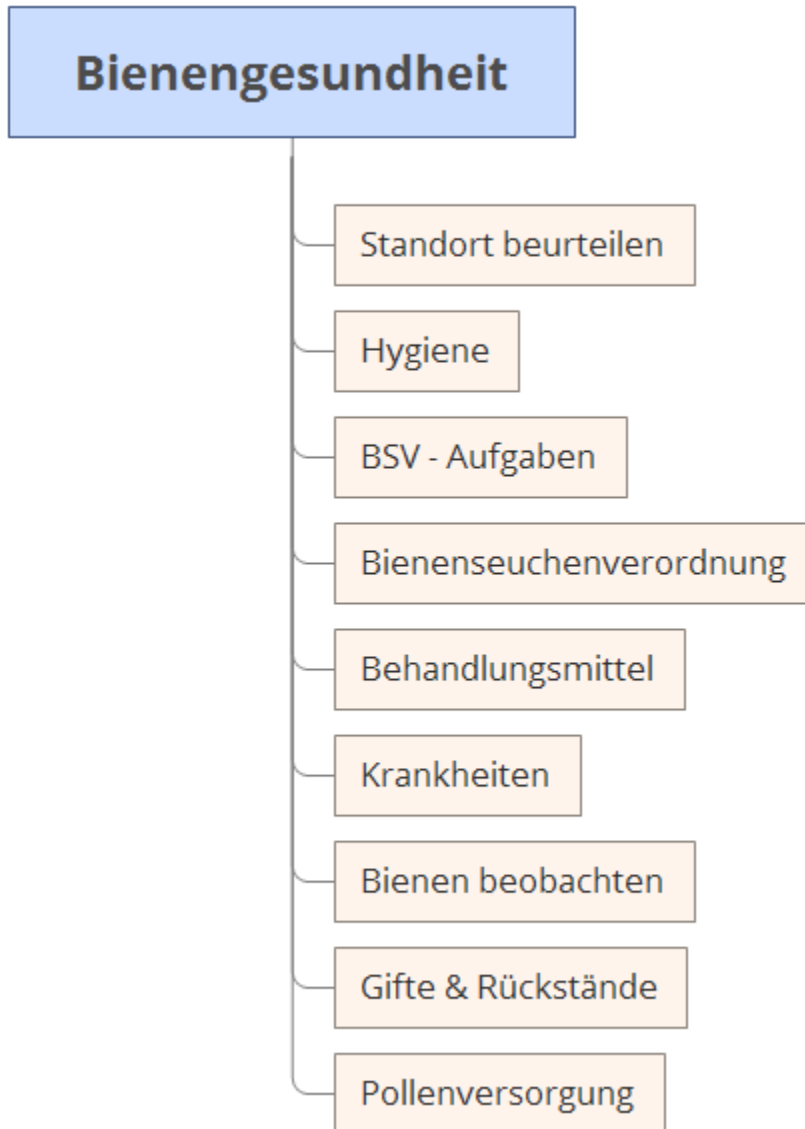 Bienengesundheit
Standort beurteilen
Hygiene
BSV - Aufgaben
Bienenseuchenverordnung
Behandlungsmittel
Krankheiten
Bienen beobachten
Gifte & Rückstände
Pollenversorgung